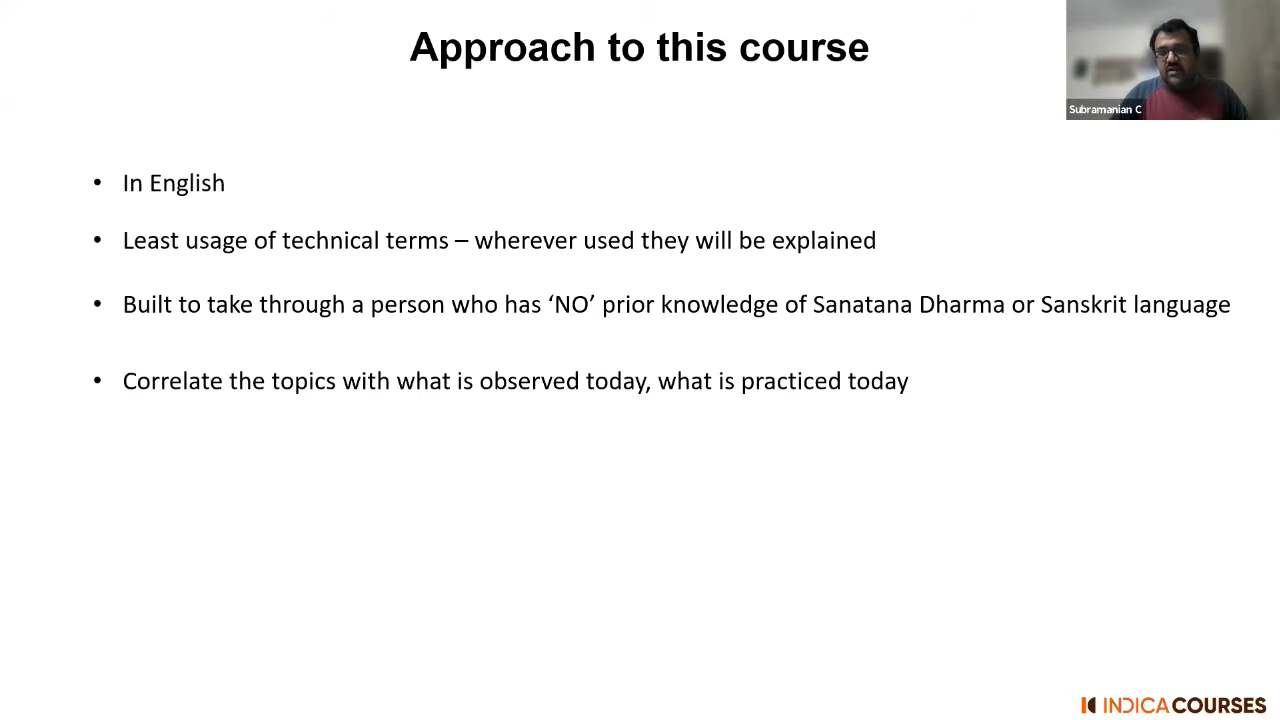 Approach to this course
Subramanian C
• In English
• Least usage of technical terms – wherever used they will be explained
• Built to take through a person who has ‘NO’ prior knowledge of Sanatana Dharma or Sanskrit language
• Correlate the topics with what is observed today, what is practiced today
INDICA COURSES